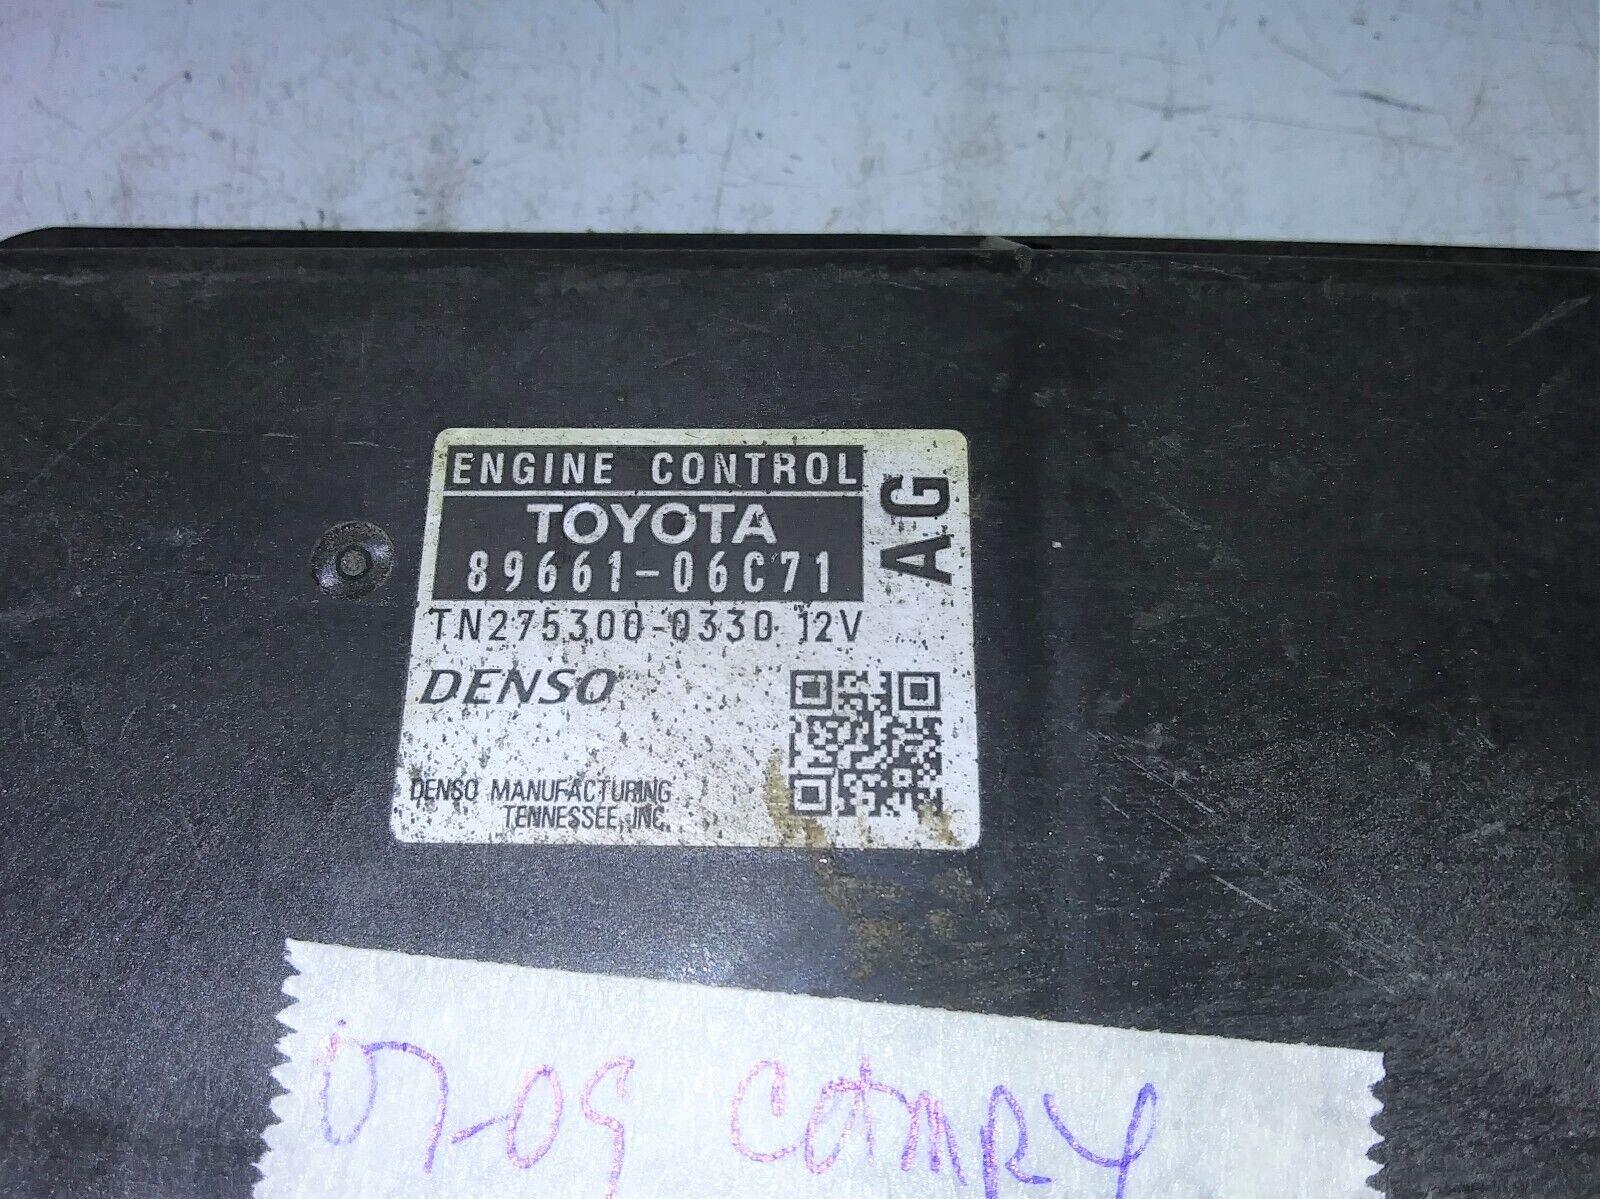 ENGINE CONTROL
TOYOTA
89661-06C71
AG
TN275300-0330 12V
DENSO
DENSO MANUFACTURING
TENNESSEE, INC.
07-09 CAMRY